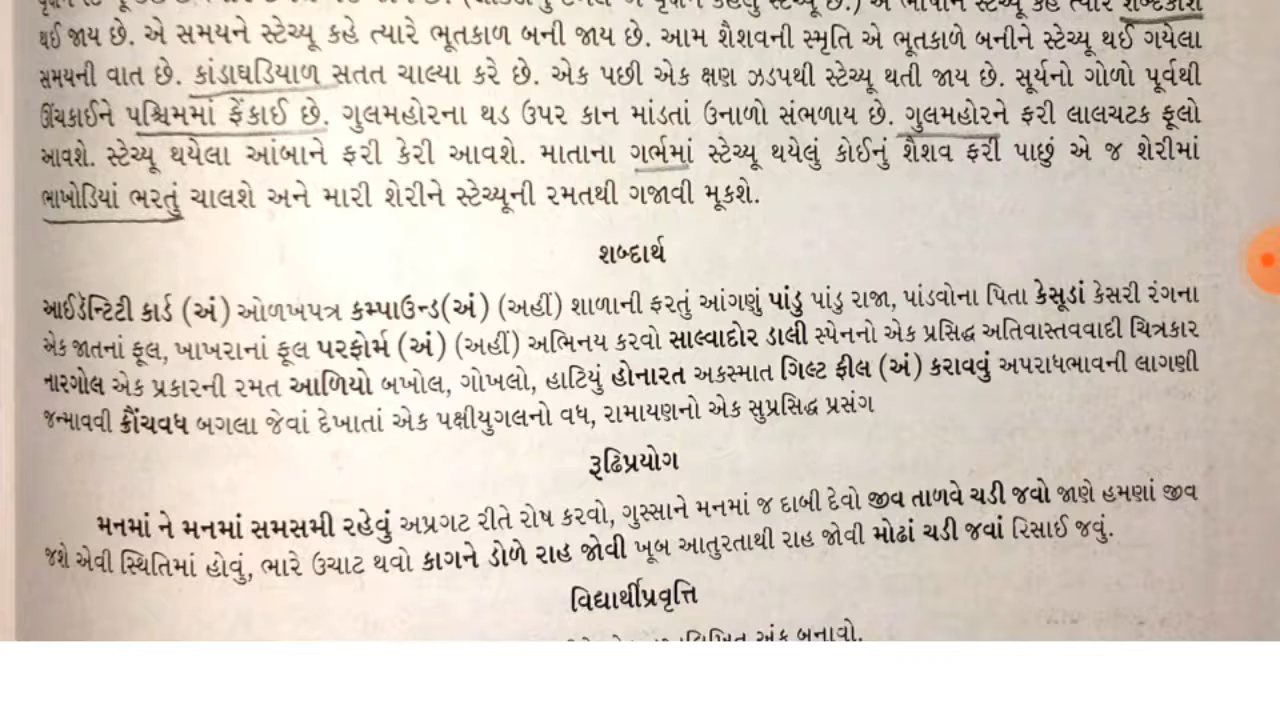 વૃક્ષને કહેલું સ્ટેચ્યૂ છે.) એ ભાષાને સ્ટેચ્યૂ કહે ત્યારે શબ્દકોશ
થઈ જાય છે. એ સમયને સ્ટેચ્યૂ કહે ત્યારે ભૂતકાળ બની જાય છે. આમ શૈશવની સ્મૃતિ એ ભૂતકાળે બનીને સ્ટેચ્યૂ થઈ ગયેલા
સમયની વાત છે. કાંડાઘડિયાળ સતત ચાલ્યા કરે છે. એક પછી એક ક્ષણ ઝડપથી સ્ટેચ્યૂ થતી જાય છે. સૂર્યનો ગોળો પૂર્વથી
ઊંચકાઈને પશ્ચિમમાં ફેંકાઈ છે. ગુલમહોરના થડ ઉપર કાન માંડતાં ઉનાળો સંભળાય છે. ગુલમહોરને ફરી લાલચટક ફૂલો
આવશે. સ્ટેચ્યૂ થયેલા આંબાને ફરી કેરી આવશે. માતાના ગર્ભમાં સ્ટેચ્યૂ થયેલું કોઈનું શૈશવ ફરી પાછું એ જ શેરીમાં
ભાખોડિયાં ભરતું ચાલશે અને મારી શેરીને સ્ટેચ્યૂની રમતથી ગજાવી મૂકશે.
શબ્દાર્થ
આઈડેન્ટિટી કાર્ડ (અં) ઓળખપત્ર કમ્પાઉન્ડ(અં) (અહીં) શાળાની ફરતું આંગણું પાંડુ પાંડુ રાજા, પાંડવોના પિતા કેસૂડાં કેસરી રંગના
એક જાતનાં ફૂલ, ખાખરાનાં ફૂલ પરફોર્મ (અં) (અહીં) અભિનય કરવો સાલ્વાદોર ડાલી સ્પેનનો એક પ્રસિદ્ધ અતિવાસ્તવવાદી ચિત્રકાર
નારગોલ એક પ્રકારની રમત આળિયો બખોલ, ગોખલો, હાટિયું હોનારત અકસ્માત ગિલ્ટ ફીલ (અં) કરાવવું અપરાધભાવની લાગણી
જન્માવવી ક્રૌંચવધ બગલા જેવાં દેખાતાં એક પક્ષીયુગલનો વધ, રામાયણનો એક સુપ્રસિદ્ધ પ્રસંગ
રૂઢિપ્રયોગ
મનમાં ને મનમાં સમસમી રહેવું અપ્રગટ રીતે રોષ કરવો, ગુસ્સાને મનમાં જ દાબી દેવો જીવ તાળવે ચડી જવો જાણે હમણાં જીવ
જશે એવી સ્થિતિમાં હોવું, ભારે ઉચાટ થવો કાગને ડોળે રાહ જોવી ખૂબ આતુરતાથી રાહ જોવી મોઢાં ચડી જવાં રિસાઈ જવું.
વિદ્યાર્થીપ્રવૃત્તિ
અંક બનાવો.